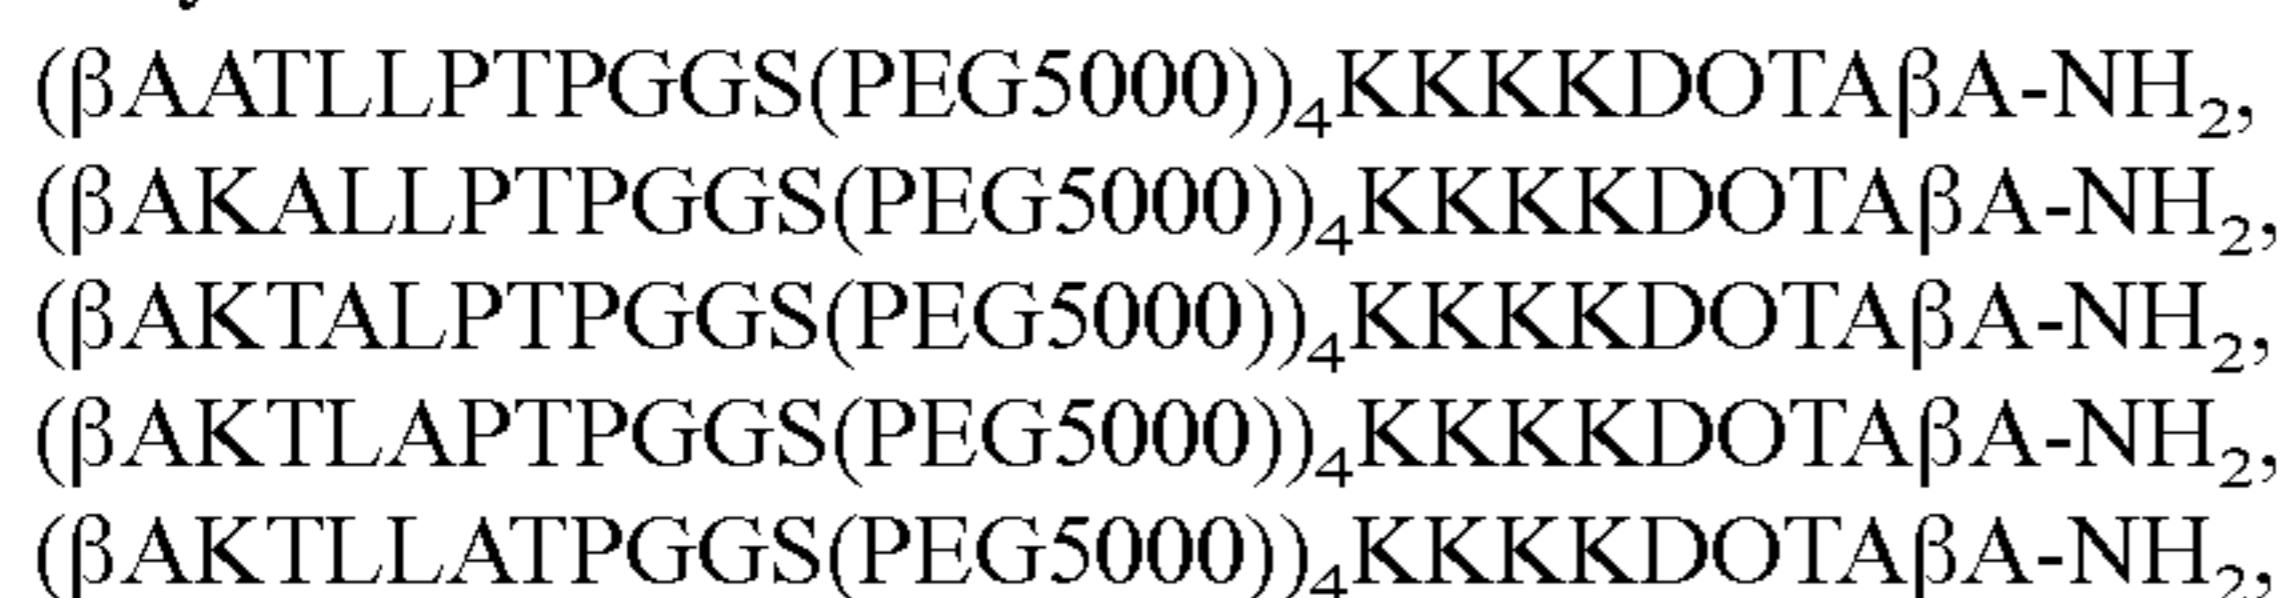 (βAATLLPTPGGS(PEG5000))₄KKKKDOTAβA-NH₂,
(βAKALLPTPGGS(PEG5000))₄KKKKDOTAβA-NH₂,
(βAKTALPTPGGS(PEG5000))₄KKKKDOTAβA-NH₂,
(βAKTLAPTPGGS(PEG5000))₄KKKKDOTAβA-NH₂,
(βAKTLLATPGGS(PEG5000))₄KKKKDOTAβA-NH₂,